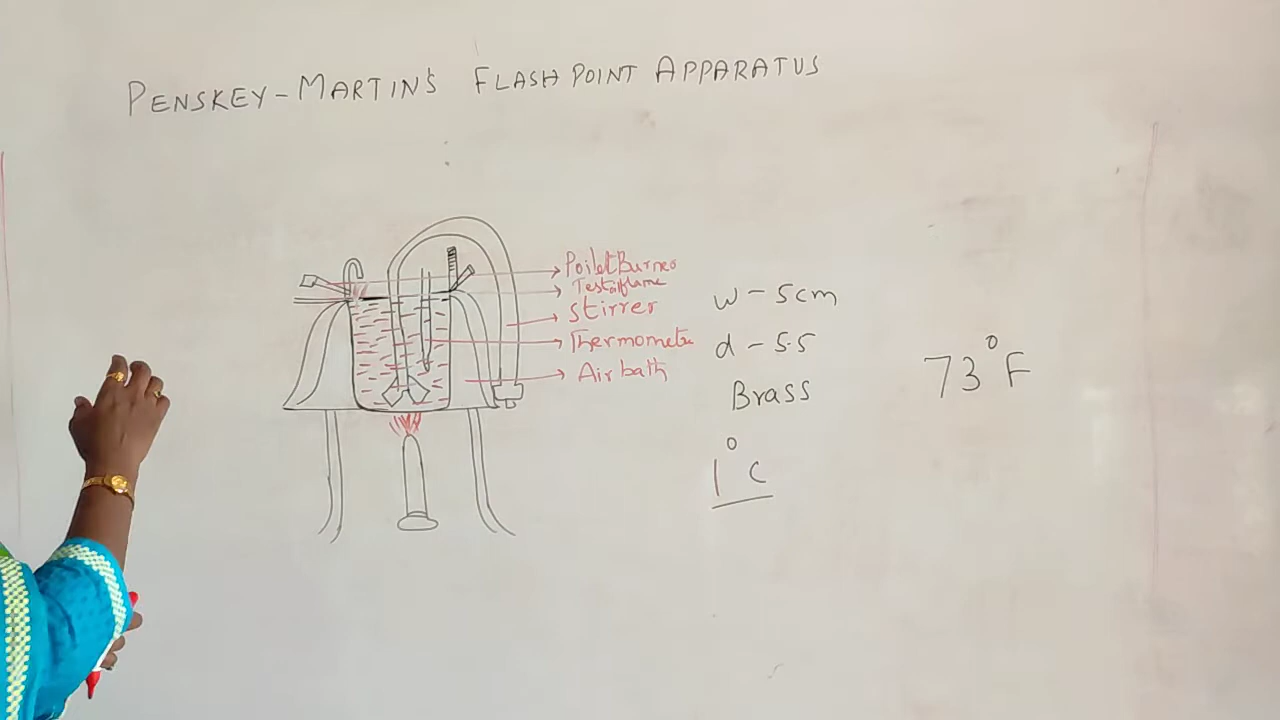 PENSKEY-MARTIN'S FLASH POINT APPARATUS
Poilet Burner
Test flame
Stirrer
Thermometer
Air bath
w - 5cm
d - 5.5
Brass
1°C
73°F